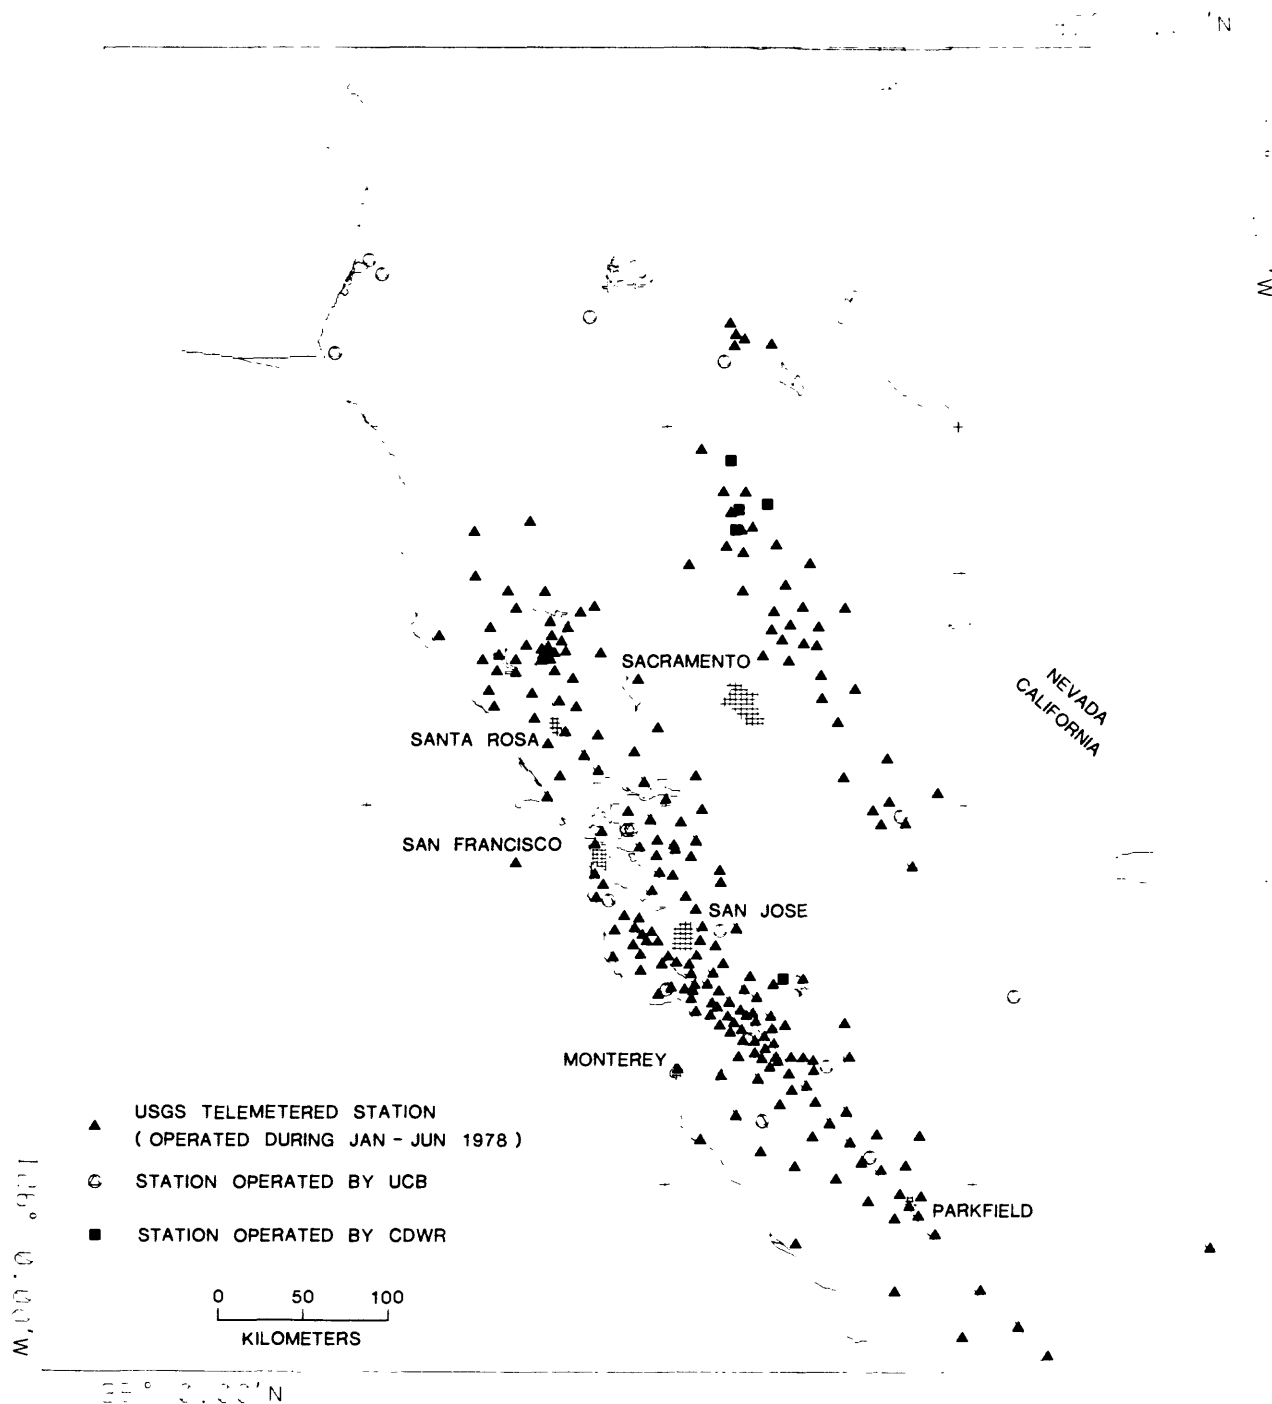 'N
'W
NEVADA
CALIFORNIA
SACRAMENTO
SANTA ROSA
SAN FRANCISCO
SAN JOSE
MONTEREY
PARKFIELD
USGS TELEMETERED STATION
( OPERATED DURING JAN - JUN 1978 )
STATION OPERATED BY UCB
STATION OPERATED BY CDWR
0 50 100
KILOMETERS
'N